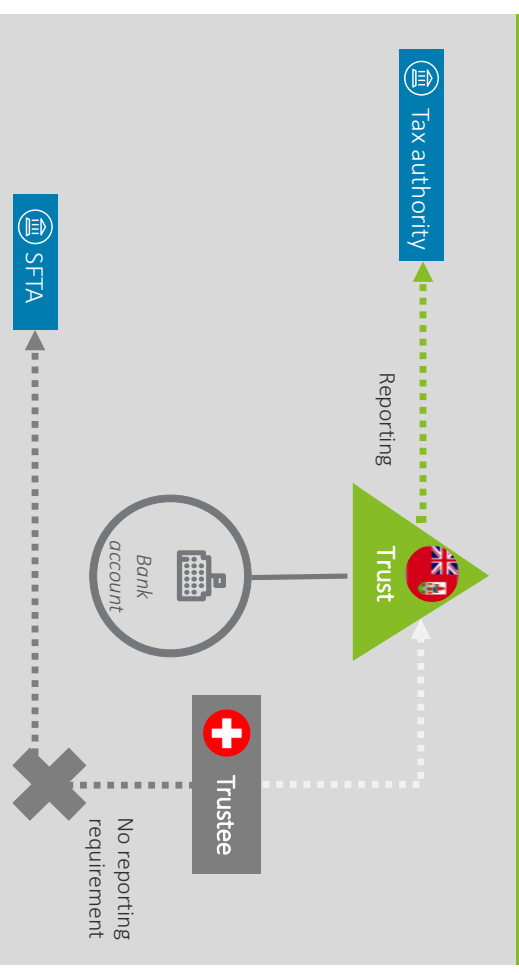 Tax authority
Reporting
Trust
Bank
account
Trustee
SFTA
No reporting
requirement